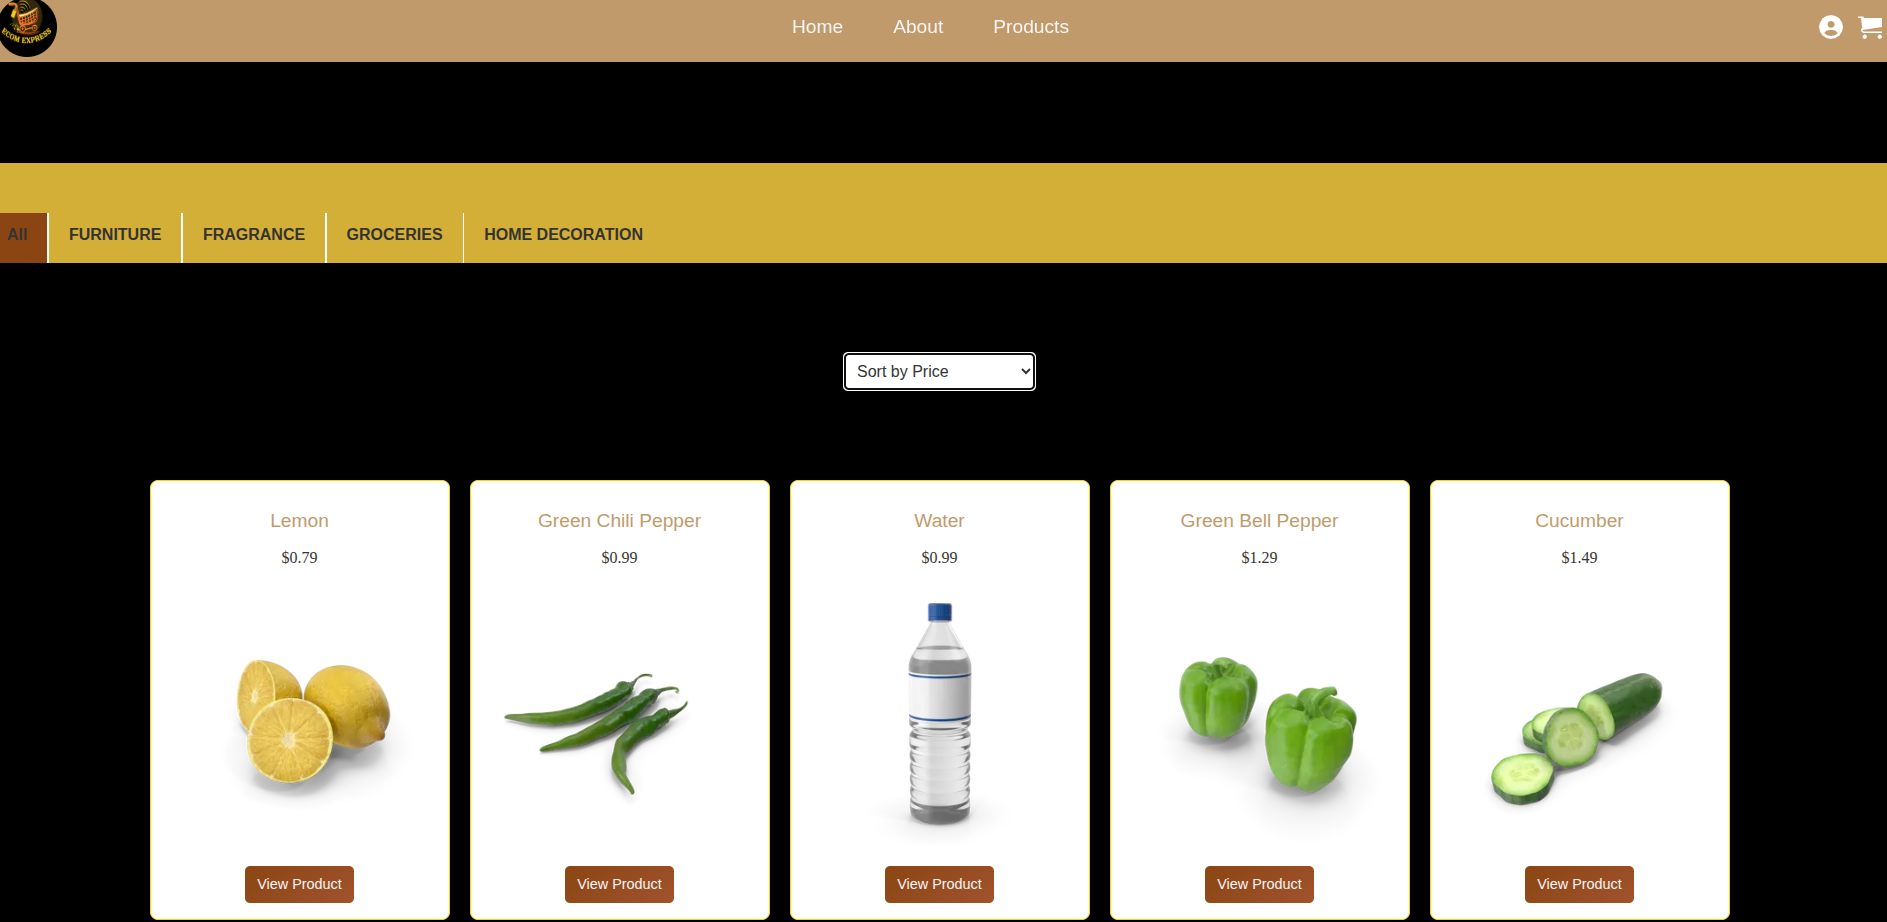 ECOM EXPRESS
Home About Products
All FURNITURE FRAGRANCE GROCERIES HOME DECORATION
Sort by Price
Lemon Green Chili Pepper Water Green Bell Pepper Cucumber
$0.79 $0.99 $0.99 $1.29 $1.49
View Product View Product View Product View Product View Product